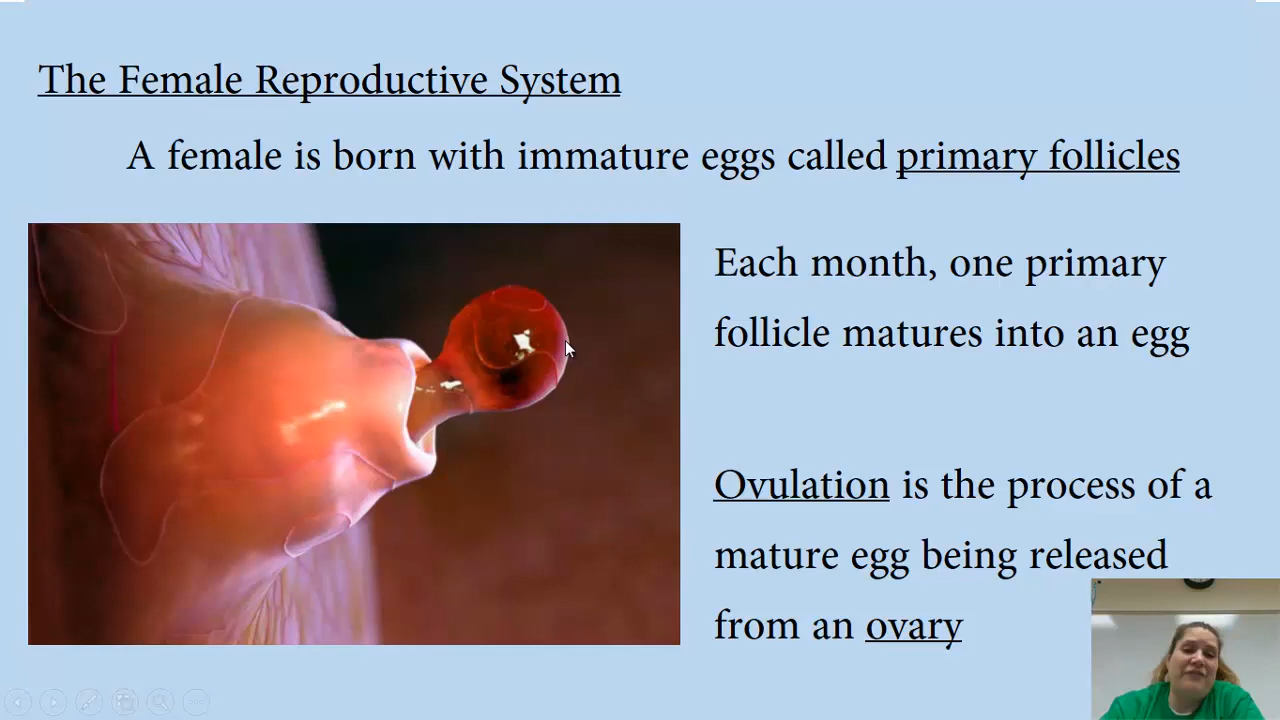 The Female Reproductive System
A female is born with immature eggs called primary follicles
Each month, one primary
follicle matures into an egg
Ovulation is the process of a
mature egg being released
from an ovary